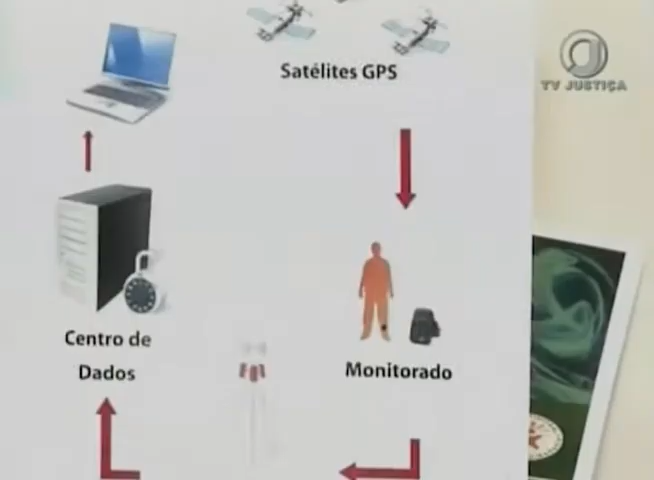 Satélites GPS
TV JUSTIÇA
Centro de
Dados
Monitorado